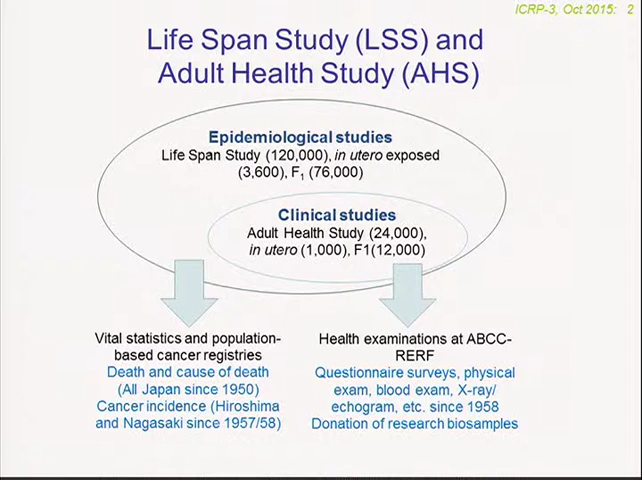 ICRP-3, Oct 2015: 2
Life Span Study (LSS) and
Adult Health Study (AHS)
Epidemiological studies
Life Span Study (120,000), in utero exposed
(3,600), F1 (76,000)
Clinical studies
Adult Health Study (24,000),
in utero (1,000), F1(12,000)
Vital statistics and population-
based cancer registries
Death and cause of death
(All Japan since 1950)
Cancer incidence (Hiroshima
and Nagasaki since 1957/58)
Health examinations at ABCC-
RERF
Questionnaire surveys, physical
exam, blood exam, X-ray/
echogram, etc. since 1958
Donation of research biosamples